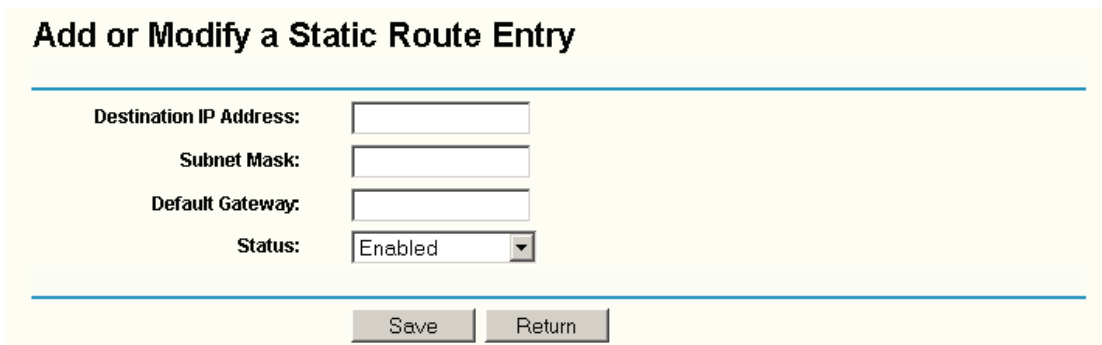 Add or Modify a Static Route Entry
Destination IP Address:
Subnet Mask:
Default Gateway:
Status: Enabled
Save Return